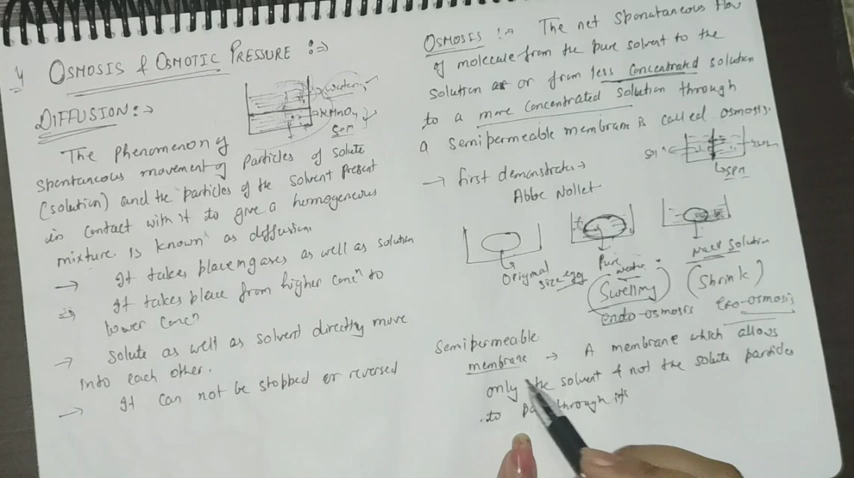 4 OSMOSIS & OSMOTIC PRESSURE :→
DIFFUSION :→
water
KMnO4
The Phenomenon of
spontaneous movement of particles of solute
(solution) and the particles of the solvent present
in contact with it to give a homogeneous
mixture is known as diffusion
→ It takes place in gases as well as solution
It takes place from higher concn to
lower concn
→ Solute as well as solvent directly move
into each other.
→ It can not be stopped or reversed
OSMOSIS :→ The net spontaneous flow
of molecule from the pure solvent to the
solution or from less concentrated solution
to a more concentrated solution through
a semipermeable membrane is called osmosis.
SPM
→ first demonstrates
Abbe Nollet
Original
size egg
Pure
water
NaCl solution
(Swelling) (Shrink)
endo-osmosis exo-osmosis
Semipermeable
membrane → A membrane which allows
only the solvent & not the solute particles
to through it